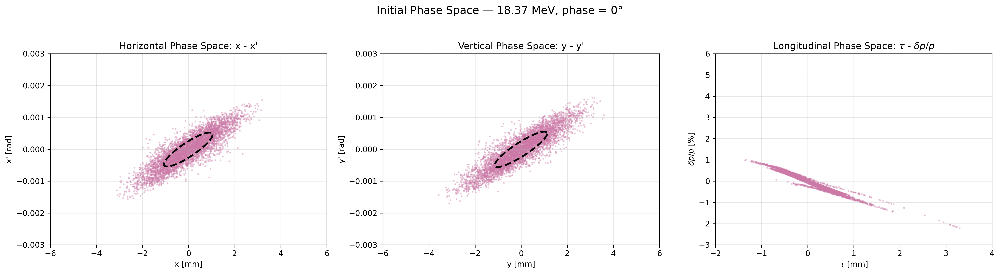 Initial Phase Space — 18.37 MeV, phase = 0°
Horizontal Phase Space: x - x'
0.003
0.002
0.001
0.000
−0.001
−0.002
−0.003
x' [rad]
−6 −4 −2 0 2 4 6
x [mm]
Vertical Phase Space: y - y'
0.003
0.002
0.001
0.000
−0.001
−0.002
−0.003
y' [rad]
−6 −4 −2 0 2 4 6
y [mm]
Longitudinal Phase Space: τ - δp/p
6
5
4
3
2
1
0
−1
−2
−3
δp/p [%]
−2 −1 0 1 2 3 4
τ [mm]